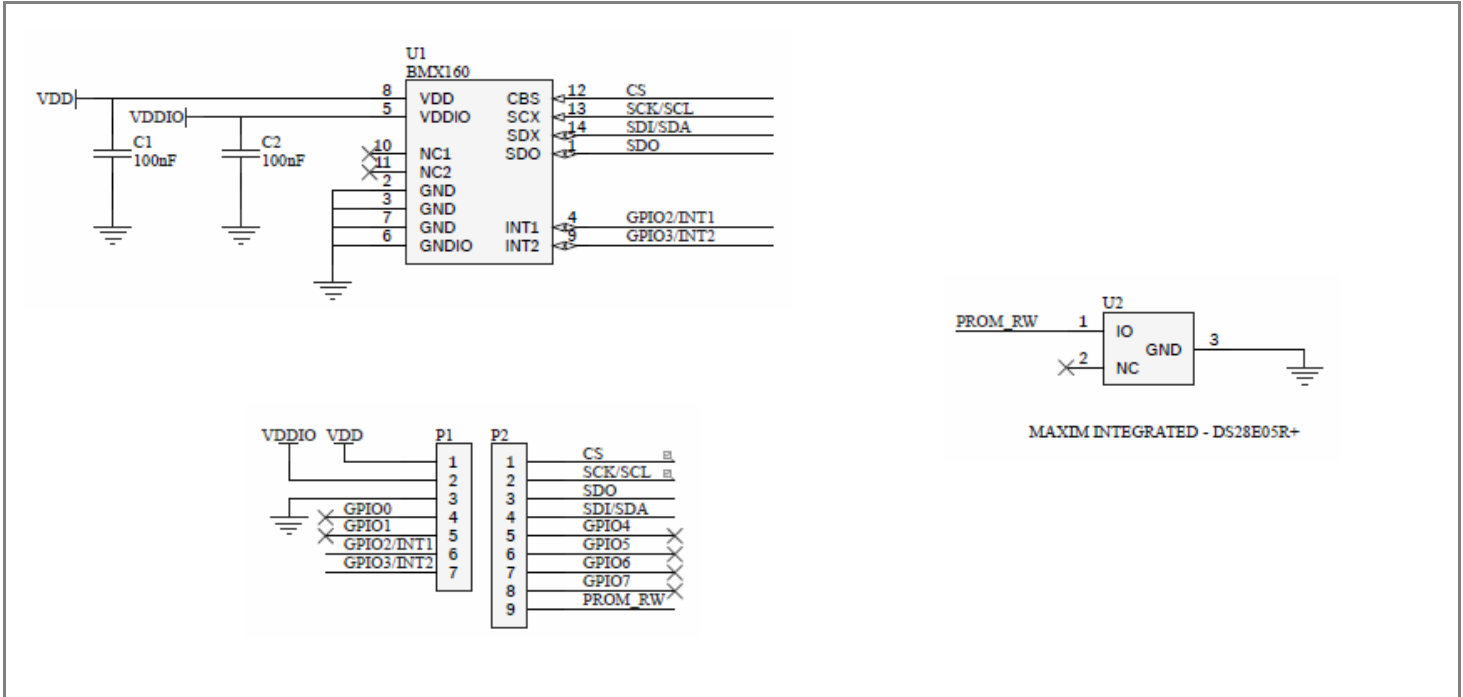 U1
BMX160
VDD 8 VDD CBS 12 CS
VDDIO 5 VDDIO SCX 13 SCK/SCL
SDX 14 SDI/SDA
C1 C2 10 NC1 SDO 1 SDO
100nF 100nF 11 NC2
2 GND
3 GND
7 GND INT1 4 GPIO2/INT1
6 GNDIO INT2 9 GPIO3/INT2
U2
PROM_RW 1 IO
GND 3
2 NC
MAXIM INTEGRATED - DS28E05R+
VDDIO VDD P1 P2
1 1 CS
2 2 SCK/SCL
3 3 SDO
GPIO0 4 4 SDI/SDA
GPIO1 5 5 GPIO4
GPIO2/INT1 6 6 GPIO5
GPIO3/INT2 7 7 GPIO6
8 GPIO7
9 PROM_RW